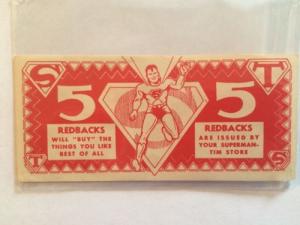 S
T
5
5
REDBACKS
WILL "BUY" THE
THINGS YOU LIKE
BEST OF ALL
REDBACKS
ARE ISSUED BY
YOUR SUPERMAN-
TIM STORE
T
S